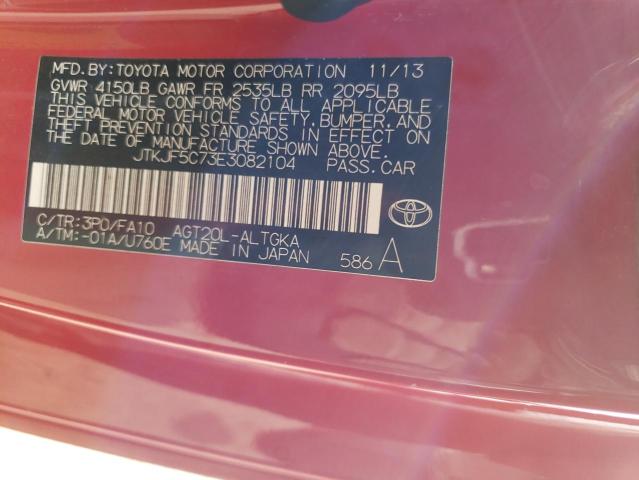 MFD.BY:TOYOTA MOTOR CORPORATION 11/13
GVWR 4150LB GAWR FR 2535LB RR 2095LB
THIS VEHICLE CONFORMS TO ALL APPLICABLE
FEDERAL MOTOR VEHICLE SAFETY,BUMPER,AND
THEFT PREVENTION STANDARDS IN EFFECT ON
THE DATE OF MANUFACTURE SHOWN ABOVE.
JTKJF5C73E3082104 PASS.CAR
C/TR:3P0/FA10 AGT20L-ALTGKA
A/TM:-01A/U760E MADE IN JAPAN
586 A
TOYOTA